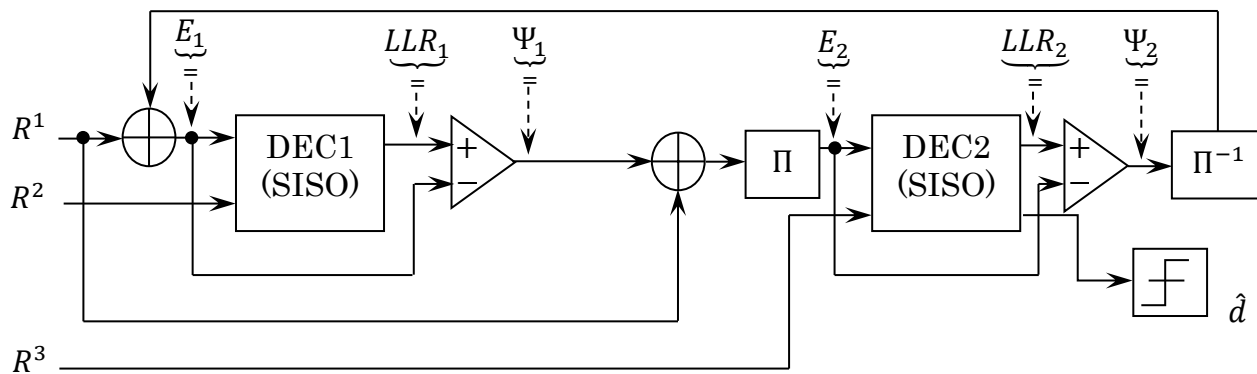 E₁
=
LLR₁
=
Ψ₁
=
E₂
=
LLR₂
=
Ψ₂
=
R¹
DEC1
(SISO)
+
−
Π
DEC2
(SISO)
+
−
Π⁻¹
R²
d̂
R³